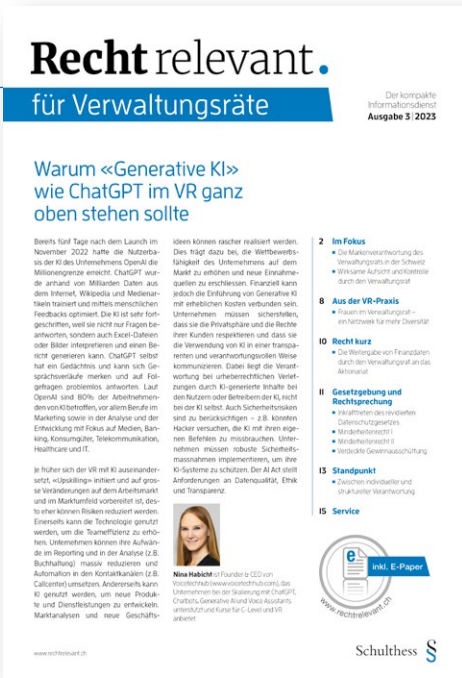 Recht relevant.
für Verwaltungsräte
Der kompakte
Informationsdienst
Ausgabe 3 | 2023
Warum «Generative KI»
wie ChatGPT im VR ganz
oben stehen sollte
Bereits fünf Tage nach dem Launch im
November 2022 hatte die Nutzerba-
sis der KI des Unternehmens OpenAI die
Millionengrenze erreicht. ChatGPT wur-
de anhand von Milliarden Daten aus
dem Internet, Wikipedia und Medienar-
tikeln trainiert und mittels menschlichen
Feedbacks optimiert. Die KI ist sehr fort-
geschritten, weil sie nicht nur Fragen be-
antworten, sondern auch Excel-Dateien
oder Bilder interpretieren und einen Be-
richt generieren kann. ChatGPT selbst
hat ein Gedächtnis und kann sich Ge-
sprächsverläufe merken und auf Fol-
gefragen problemlos antworten. Laut
OpenAI sind 80% der Arbeitnehmen-
den von KI betroffen, vor allem Berufe im
Marketing sowie in der Analyse und der
Entwicklung mit Fokus auf Medien, Ban-
king, Konsumgüter, Telekommunikation,
Healthcare und IT.
Je früher sich der VR mit KI auseinander-
setzt, «Upskilling» initiiert und auf gros-
se Veränderungen auf dem Arbeitsmarkt
und im Marktumfeld vorbereitet ist, des-
to eher können Risiken reduziert werden.
Einerseits kann die Technologie genutzt
werden, um die Teameffizienz zu erhö-
hen. Unternehmen können ihre Aufwän-
de im Reporting und in der Analyse (z.B.
Buchhaltung) massiv reduzieren und
Automation in den Kontaktkanälen (z.B.
Callcenter) umsetzen. Andererseits kann
KI genutzt werden, um neue Produk-
te und Dienstleistungen zu entwickeln.
Marktanalysen und neue Geschäfts-
ideen können rascher realisiert werden.
Dies trägt dazu bei, die Wettbewerbs-
fähigkeit des Unternehmens auf dem
Markt zu erhöhen und neue Einnahme-
quellen zu erschliessen. Finanziell kann
jedoch die Einführung von Generative KI
mit erheblichen Kosten verbunden sein.
Unternehmen müssen sicherstellen,
dass sie die Privatsphäre und die Rechte
ihrer Kunden respektieren und dass sie
die Verwendung von KI in einer transpa-
renten und verantwortungsvollen Weise
kommunizieren. Dabei liegt die Verant-
wortung bei urheberrechtlichen Verlet-
zungen durch KI-generierte Inhalte bei
den Nutzern oder Betreibern der KI, nicht
bei der KI selbst. Auch Sicherheitsrisiken
sind zu berücksichtigen – z.B. könnten
Hacker versuchen, die KI mit ihren eige-
nen Befehlen zu missbrauchen. Unter-
nehmen müssen robuste Sicherheits-
massnahmen implementieren, um ihre
KI-Systeme zu schützen. Der AI Act stellt
Anforderungen an Datenqualität, Ethik
und Transparenz.
Nina Habicht ist Founder & CEO von
Voicetechhub (www.voicetechhub.com), das
Unternehmen bei der Skalierung mit ChatGPT,
Chatbots, Generative AI und Voice Assistants
unterstützt und Kurse für C-Level und VR
anbietet
2 Im Fokus
Die Markenverantwortung des
Verwaltungsrats in der Schweiz
Wirksame Aufsicht und Kontrolle
durch den Verwaltungsrat
8 Aus der VR-Praxis
Frauen im Verwaltungsrat –
ein Netzwerk für mehr Diversität
10 Recht kurz
Die Weitergabe von Finanzdaten
durch den Verwaltungsrat an das
Aktionariat
11 Gesetzgebung und
Rechtsprechung
Inkrafttreten des revidierten
Datenschutzgesetzes
Minderheitenrecht I
Minderheitenrecht II
Verdeckte Gewinnausschüttung
13 Standpunkt
Zwischen individueller und
struktureller Verantwortung
15 Service
e
inkl. E-Paper
www.rechtrelevant.ch
www.rechtrelevant.ch
Schulthess §